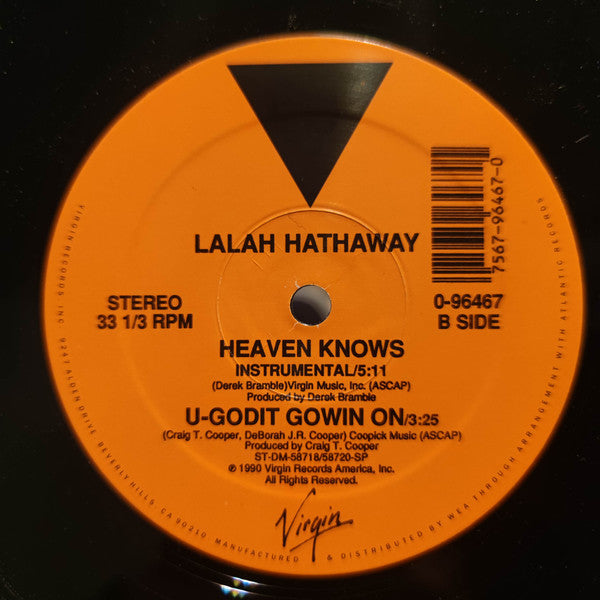 LALAH HATHAWAY
7567-96467-0
STEREO
33 1/3 RPM
0-96467
B SIDE
HEAVEN KNOWS
INSTRUMENTAL/5:11
(Derek Bramble)Virgin Music, Inc. (ASCAP)
Produced by Derek Bramble
U-GODIT GOWIN ON/3:25
(Craig T. Cooper, DeBorah J.R. Cooper) Coopick Music (ASCAP)
Produced by Craig T. Cooper
ST-DM-58718/58720-SP
℗ 1990 Virgin Records America, Inc.
All Rights Reserved.
Virgin
VIRGIN RECORDS, INC. 9247 ALDEN DRIVE, BEVERLY HILLS, CA 90210 MANUFACTURED & DISTRIBUTED BY WEA THROUGH ARRANGEMENT WITH ATLANTIC RECORDS